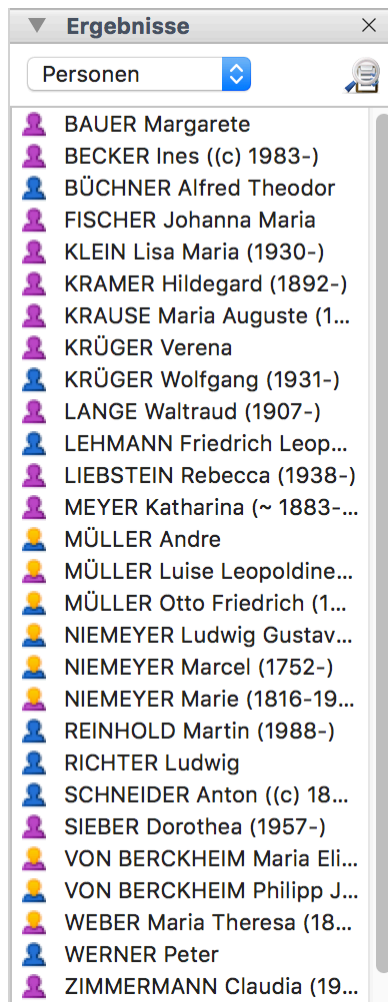 Ergebnisse
Personen
BAUER Margarete
BECKER Ines ((c) 1983-)
BÜCHNER Alfred Theodor
FISCHER Johanna Maria
KLEIN Lisa Maria (1930-)
KRAMER Hildegard (1892-)
KRAUSE Maria Auguste (1...
KRÜGER Verena
KRÜGER Wolfgang (1931-)
LANGE Waltraud (1907-)
LEHMANN Friedrich Leop...
LIEBSTEIN Rebecca (1938-)
MEYER Katharina (~ 1883-...
MÜLLER Andre
MÜLLER Luise Leopoldine...
MÜLLER Otto Friedrich (1...
NIEMEYER Ludwig Gustav...
NIEMEYER Marcel (1752-)
NIEMEYER Marie (1816-19...
REINHOLD Martin (1988-)
RICHTER Ludwig
SCHNEIDER Anton ((c) 18...
SIEBER Dorothea (1957-)
VON BERCKHEIM Maria Eli...
VON BERCKHEIM Philipp J...
WEBER Maria Theresa (18...
WERNER Peter
ZIMMERMANN Claudia (19...